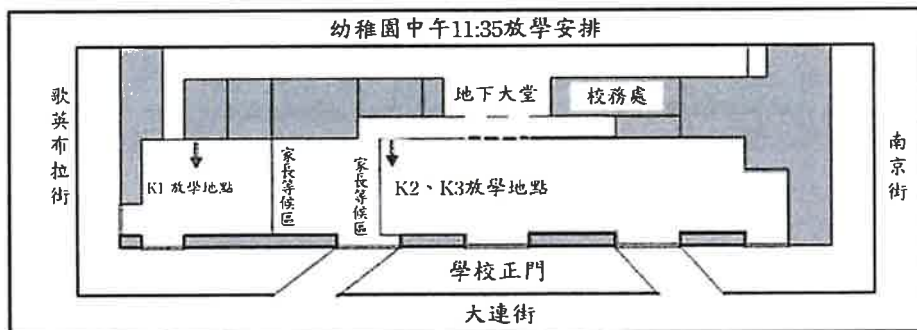 幼稚園中午11:35放學安排
歌英布拉街
地下大堂
校務處
南京街
K1 放學地點
家長等候區
家長等候區
K2、K3放學地點
學校正門
大連街